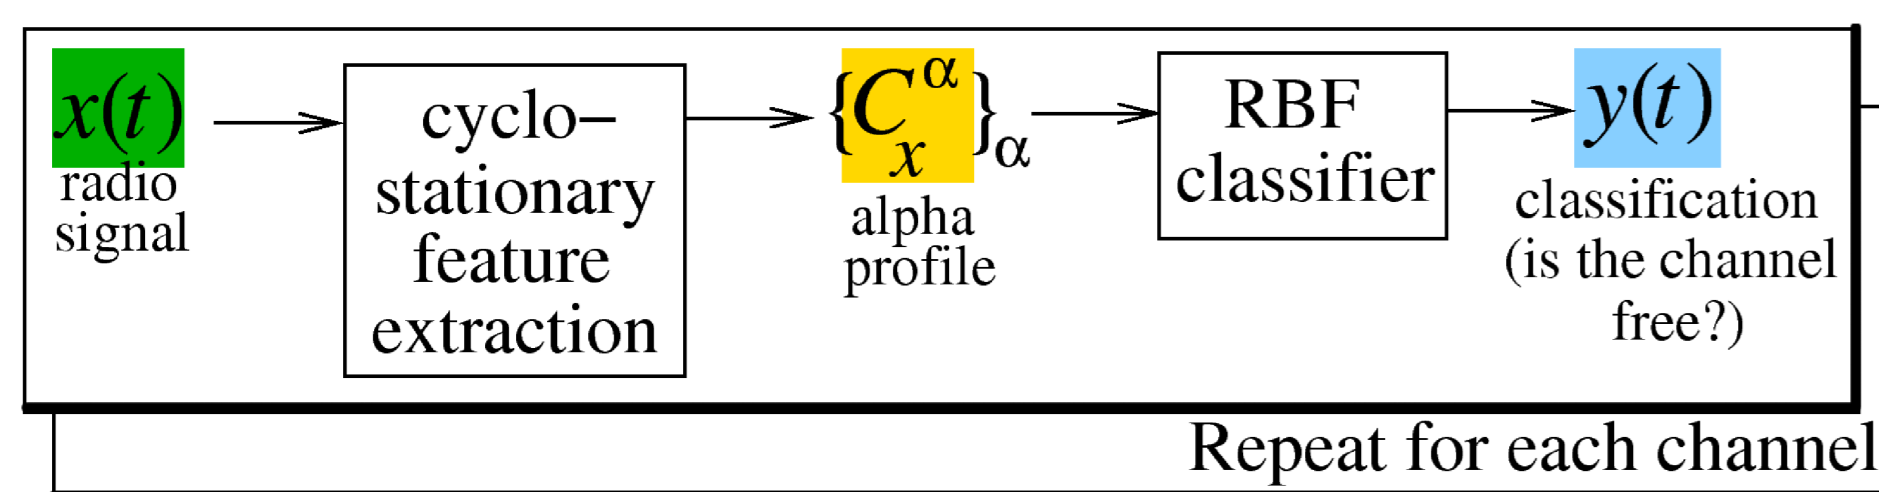 x(t)
radio
signal
cyclo–
stationary
feature
extraction
{C_x^α}_α
alpha
profile
RBF
classifier
y(t)
classification
(is the channel
free?)
Repeat for each channel